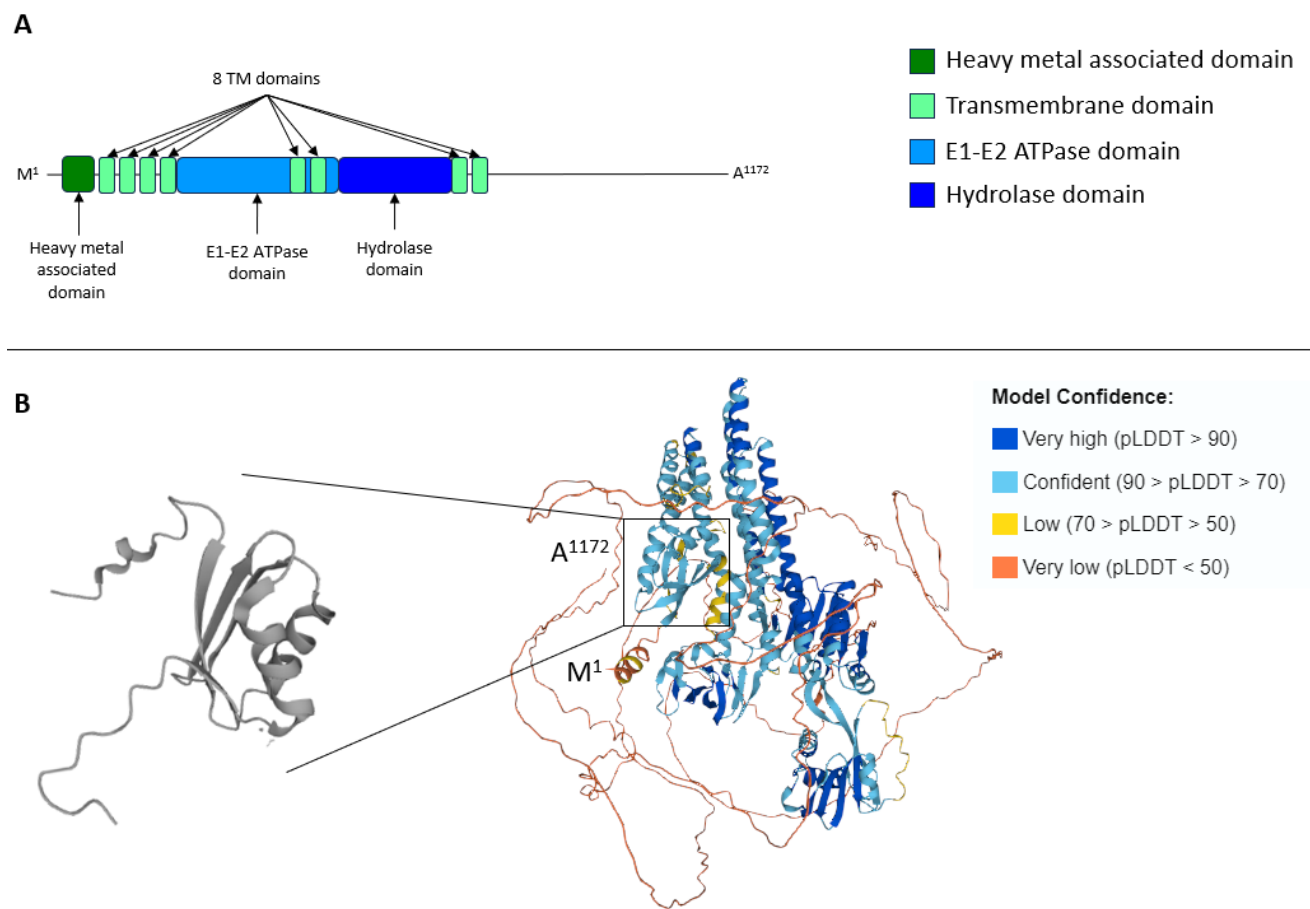 A
8 TM domains
M¹
A¹¹⁷²
Heavy metal
associated
domain
E1-E2 ATPase
domain
Hydrolase
domain
Heavy metal associated domain
Transmembrane domain
E1-E2 ATPase domain
Hydrolase domain
B
A¹¹⁷²
M¹
Model Confidence:
Very high (pLDDT > 90)
Confident (90 > pLDDT > 70)
Low (70 > pLDDT > 50)
Very low (pLDDT < 50)